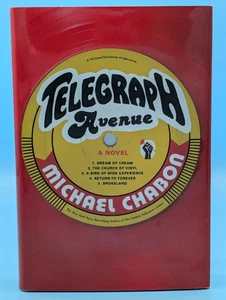 TELEGRAPH
Avenue
A NOVEL
1. DREAM OF CREAM
2. THE CHURCH OF VINYL
3. A BIRD OF WIDE EXPERIENCE
4. RETURN TO FOREVER
5. BROKELAND
MICHAEL CHABON